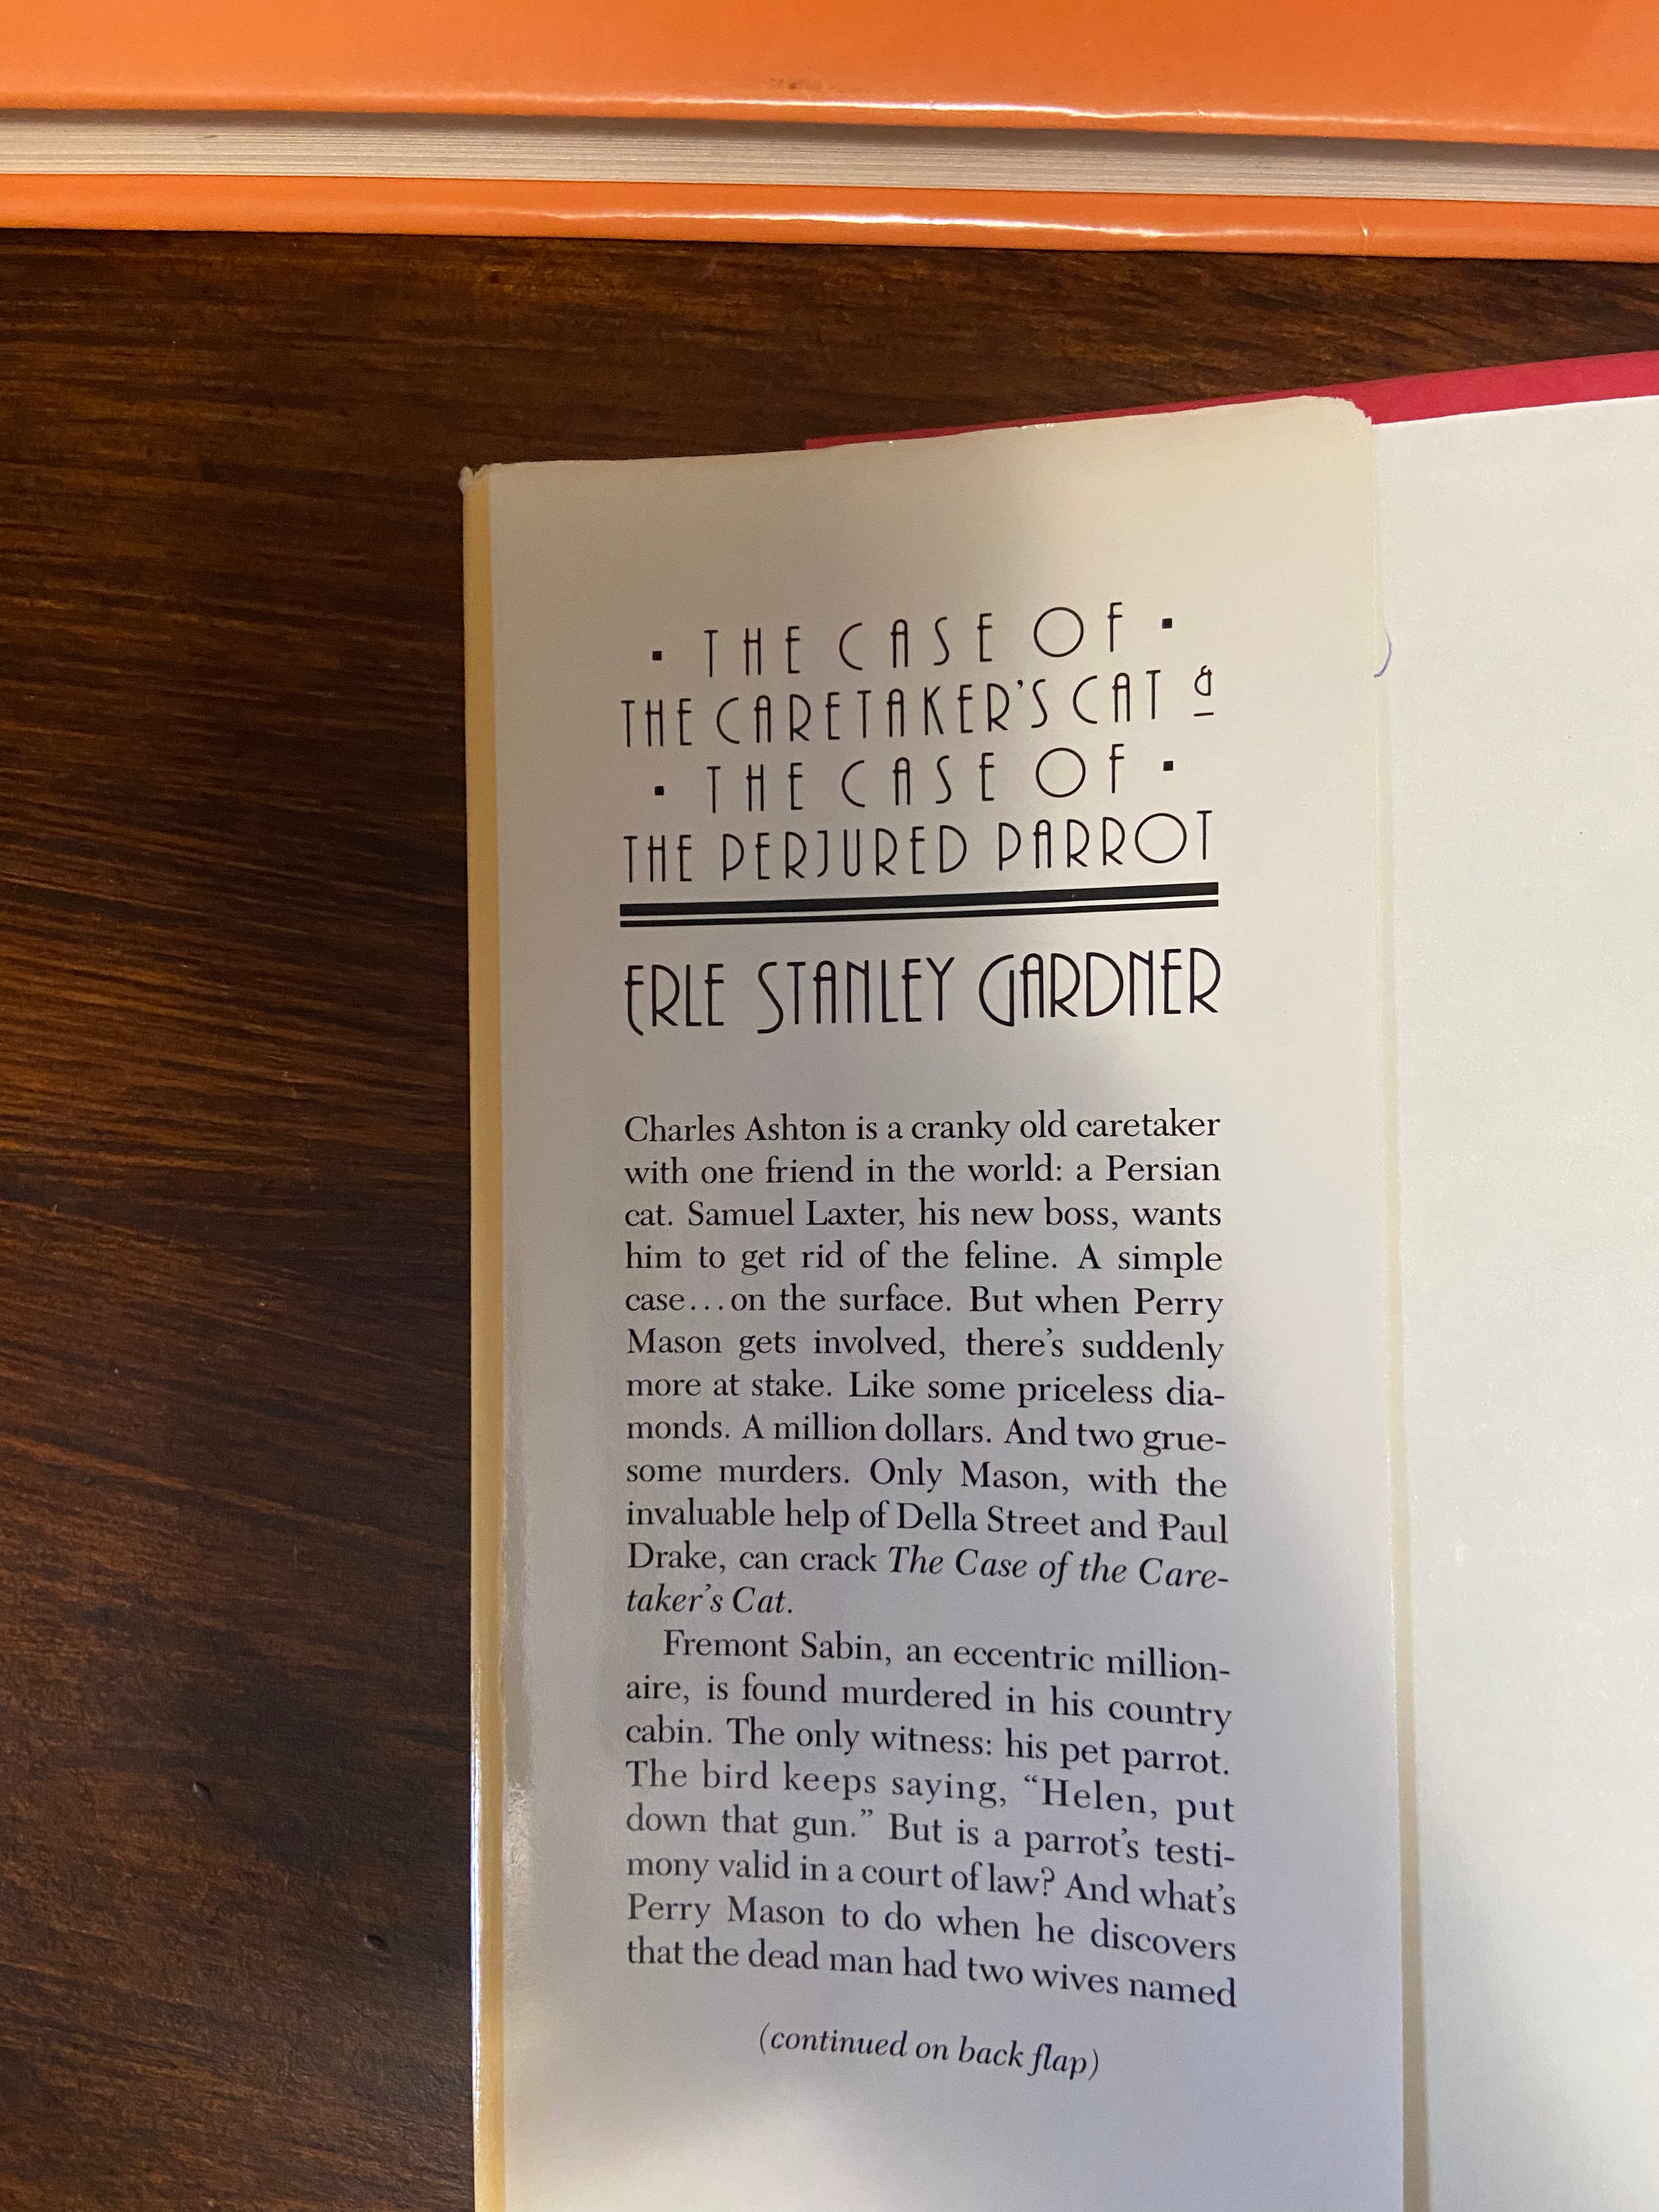 · THE CASE OF ·
THE CARETAKER'S CAT &
· THE CASE OF ·
THE PERJURED PARROT
ERLE STANLEY GARDNER
Charles Ashton is a cranky old caretaker
with one friend in the world: a Persian
cat. Samuel Laxter, his new boss, wants
him to get rid of the feline. A simple
case...on the surface. But when Perry
Mason gets involved, there's suddenly
more at stake. Like some priceless dia-
monds. A million dollars. And two grue-
some murders. Only Mason, with the
invaluable help of Della Street and Paul
Drake, can crack The Case of the Care-
taker's Cat.
Fremont Sabin, an eccentric million-
aire, is found murdered in his country
cabin. The only witness: his pet parrot.
The bird keeps saying, “Helen, put
down that gun.” But is a parrot's testi-
mony valid in a court of law? And what's
Perry Mason to do when he discovers
that the dead man had two wives named
(continued on back flap)